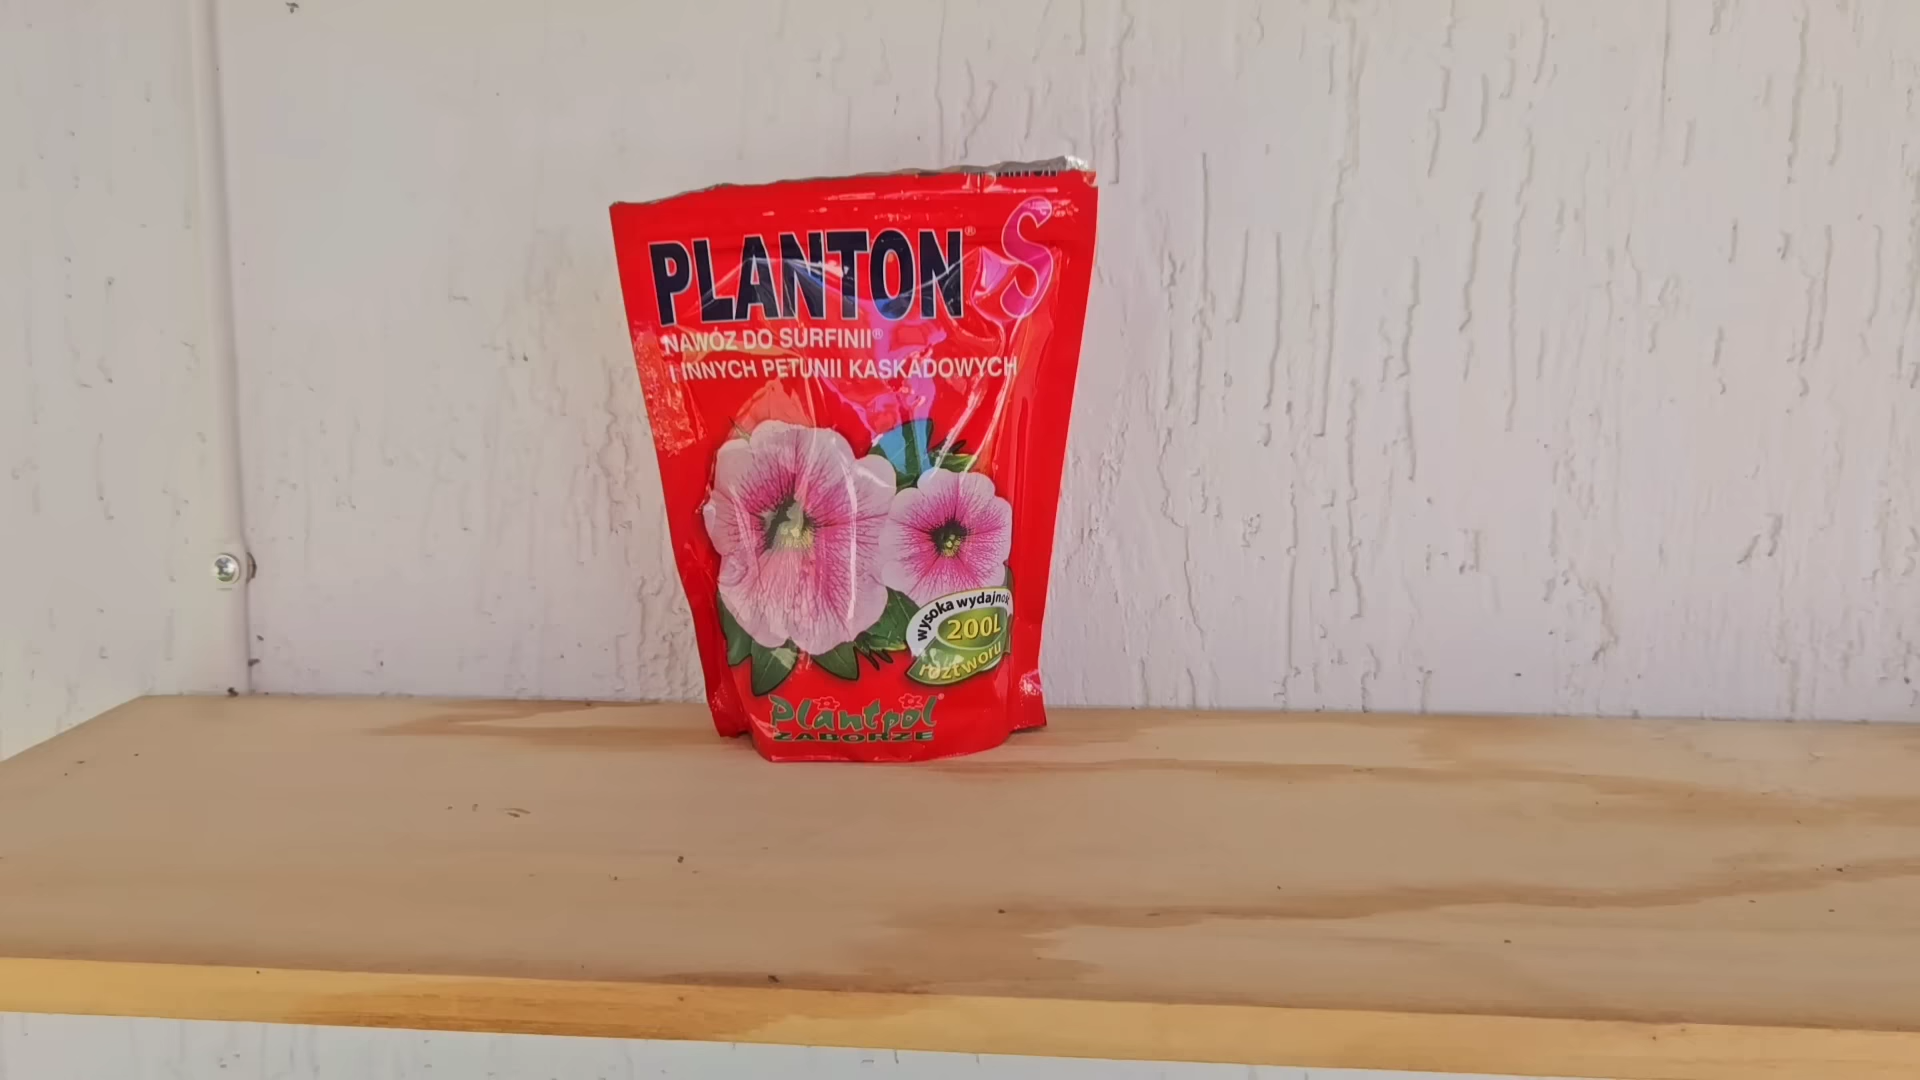 PLANTON® S
NAWÓZ DO SURFINII®
I INNYCH PETUNII KASKADOWYCH
wysoka wydajność
200L
roztworu
Plantpol®
ZABORZE